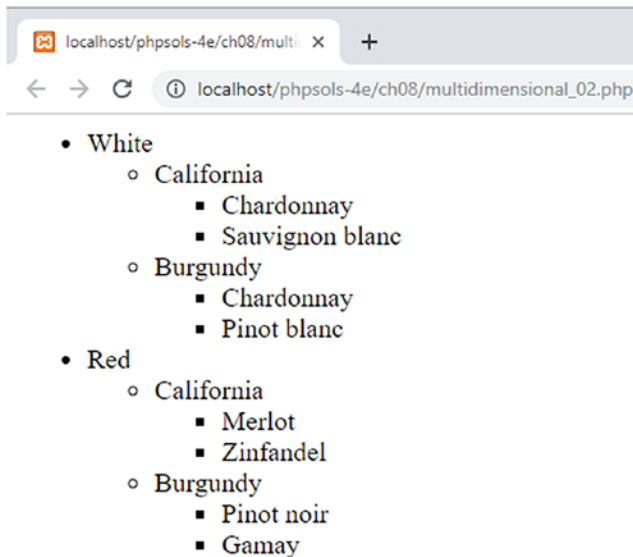 localhost/phpsols-4e/ch08/multi
localhost/phpsols-4e/ch08/multidimensional_02.php
White
California
Chardonnay
Sauvignon blanc
Burgundy
Chardonnay
Pinot blanc
Red
California
Merlot
Zinfandel
Burgundy
Pinot noir
Gamay